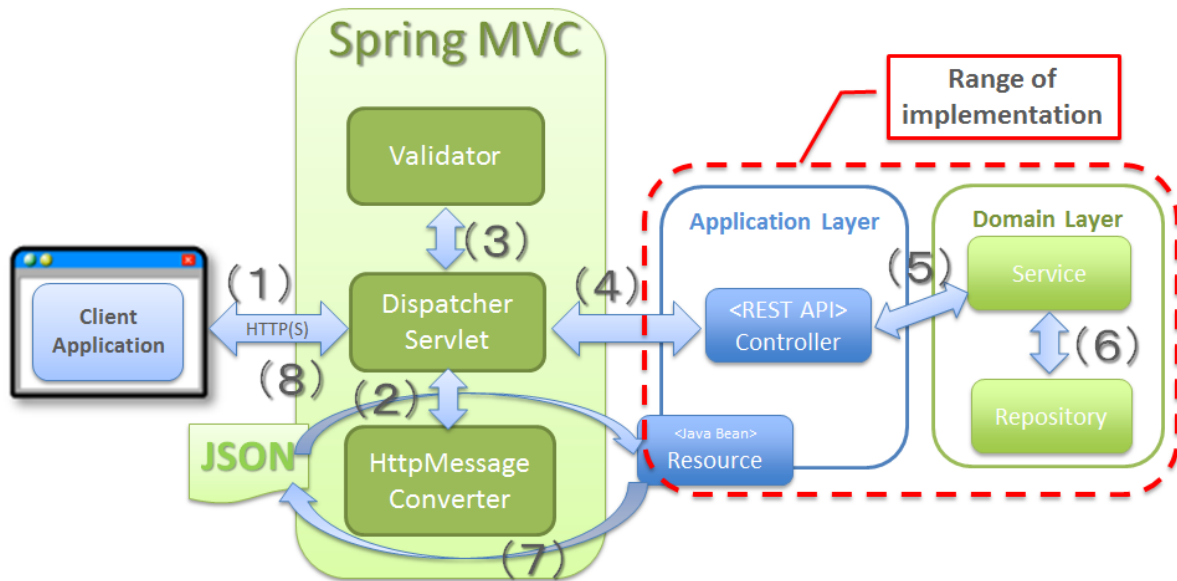 Spring MVC
Range of
implementation
Validator
(3)
Application Layer
Domain Layer
(1)
Client
Application
HTTP(S)
(8)
Dispatcher
Servlet
(4)
<REST API>
Controller
(5)
Service
(6)
Repository
(2)
JSON
HttpMessage
Converter
<Java Bean>
Resource
(7)